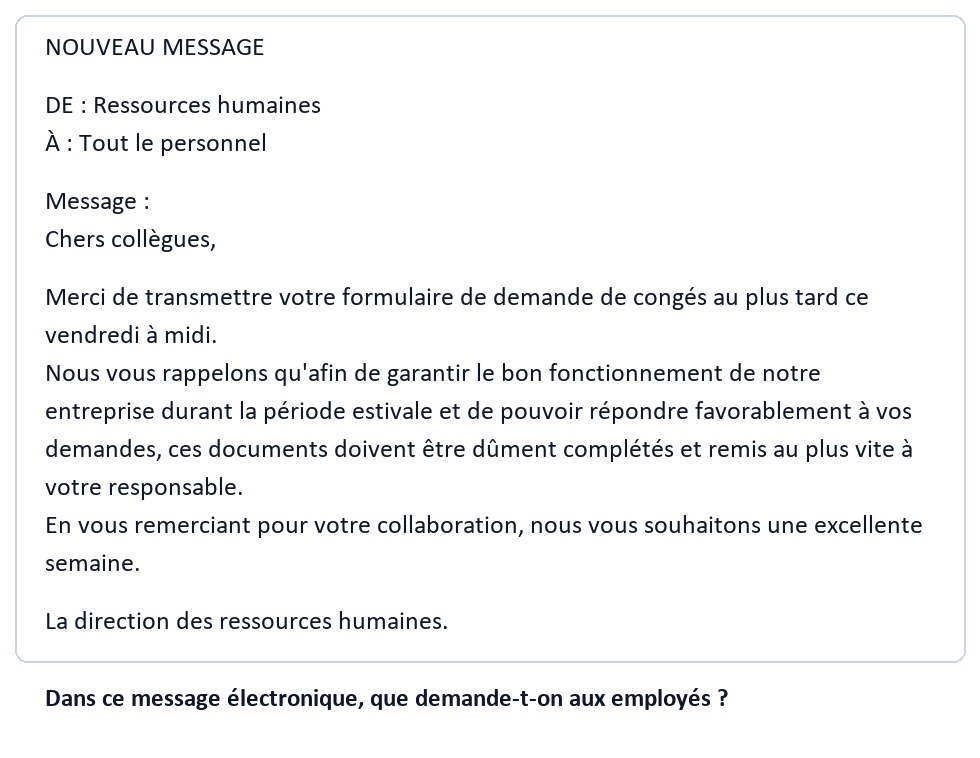 NOUVEAU MESSAGE
DE : Ressources humaines
À : Tout le personnel
Message :
Chers collègues,
Merci de transmettre votre formulaire de demande de congés au plus tard ce
vendredi à midi.
Nous vous rappelons qu'afin de garantir le bon fonctionnement de notre
entreprise durant la période estivale et de pouvoir répondre favorablement à vos
demandes, ces documents doivent être dûment complétés et remis au plus vite à
votre responsable.
En vous remerciant pour votre collaboration, nous vous souhaitons une excellente
semaine.
La direction des ressources humaines.
Dans ce message électronique, que demande-t-on aux employés ?